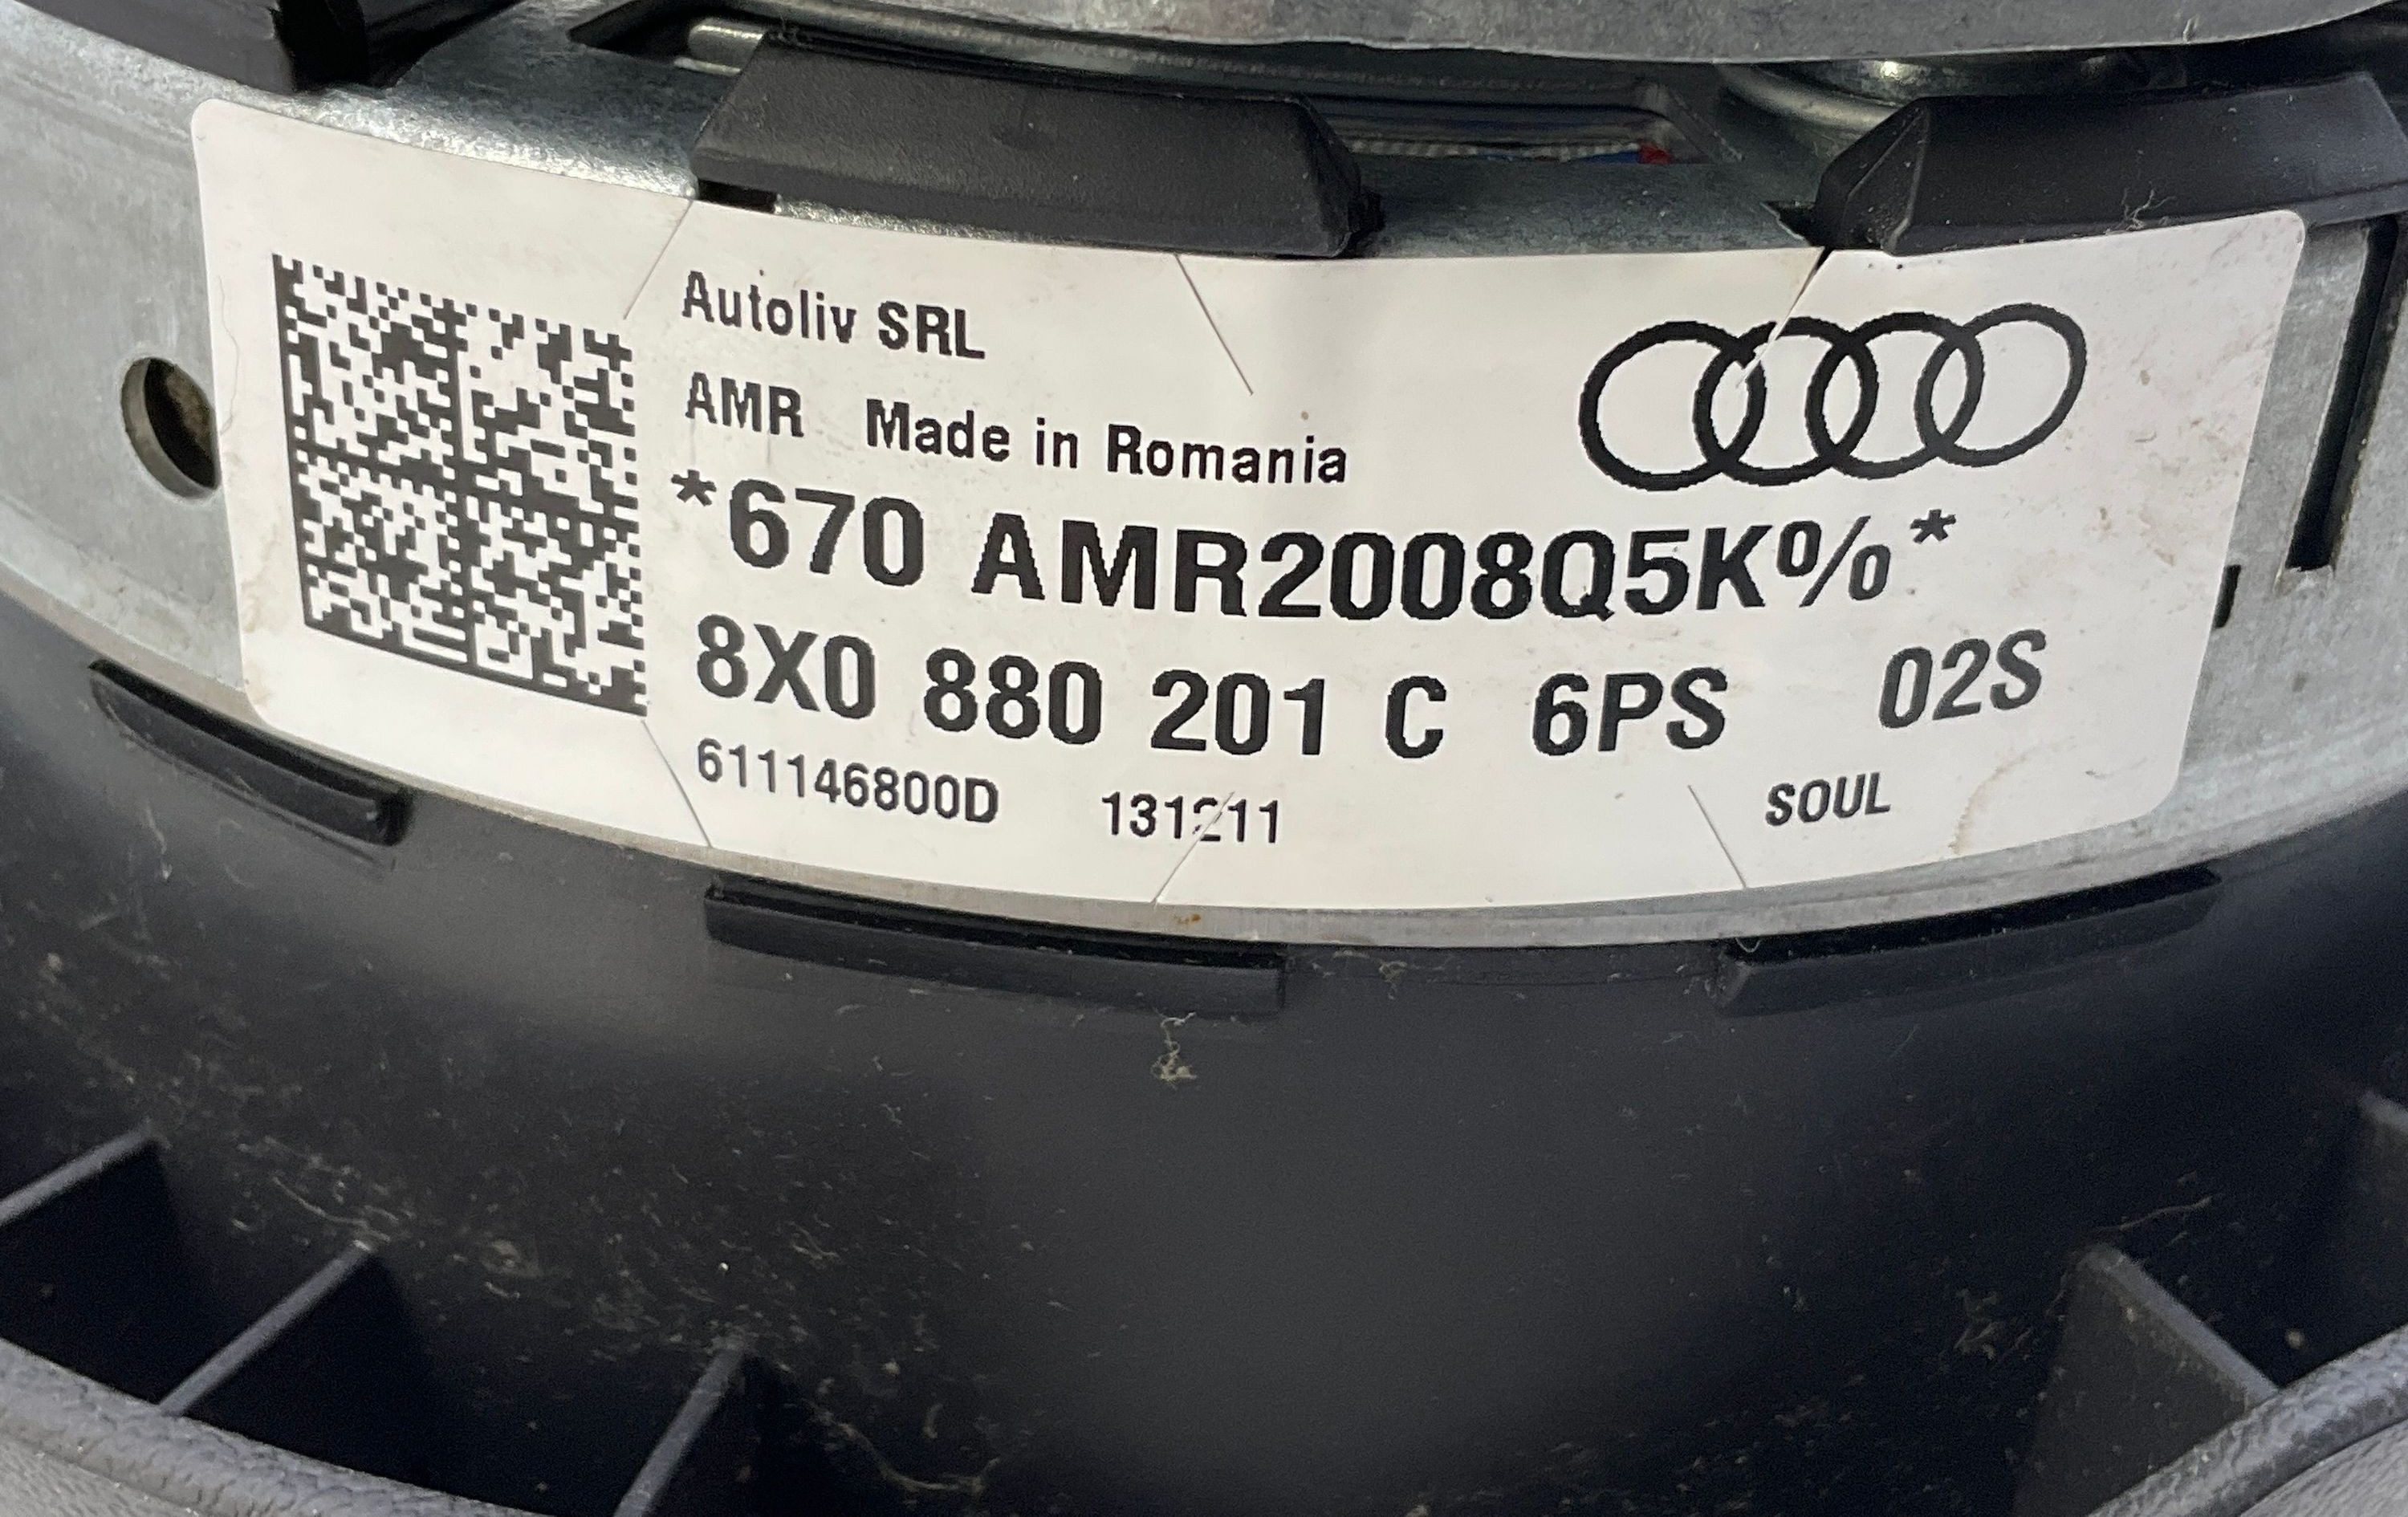 Autoliv SRL
AMR Made in Romania
*670 AMR2008Q5K%*
8X0 880 201 C 6PS 02S
611146800D 131211 SOUL